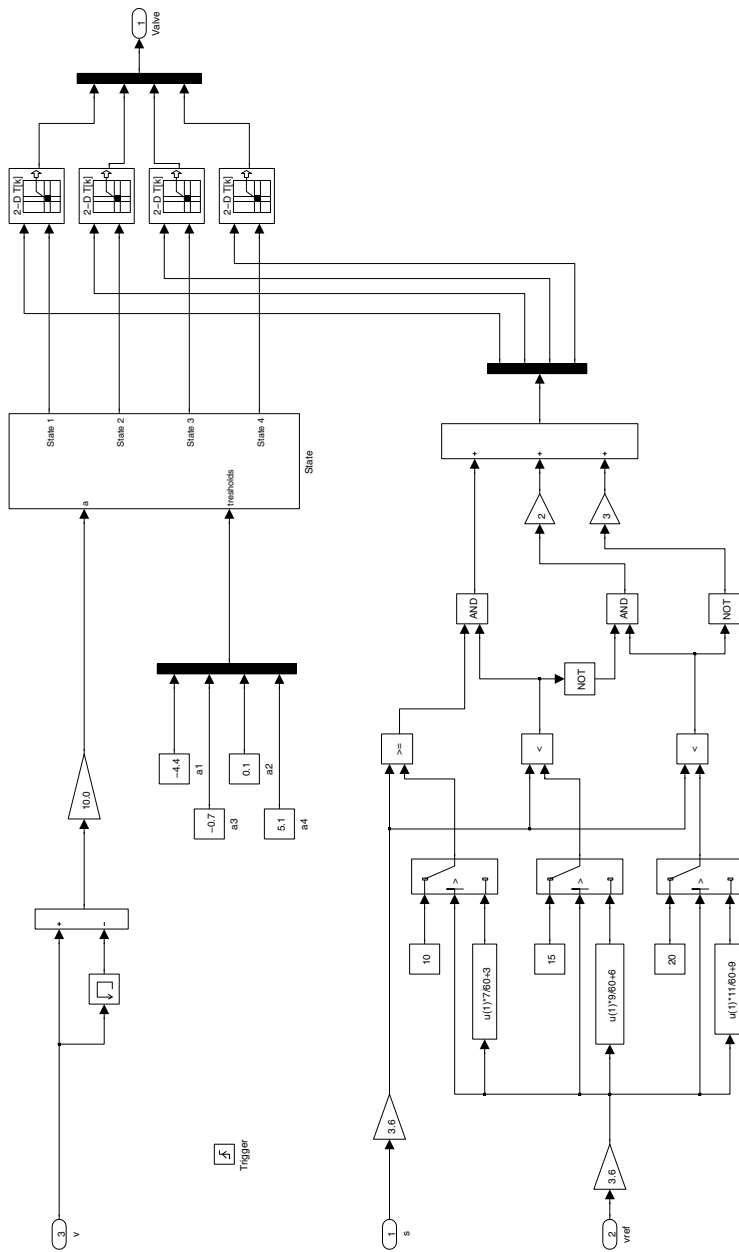 3
v
+
−
10.0
Trigger
−4.4
a1
−0.7
a3
0.1
a2
5.1
a4
a
tresholds
State 1
State 2
State 3
State 4
State
2−D T[k]
2−D T[k]
2−D T[k]
2−D T[k]
1
Valve
1
s
3.6
2
vref
3.6
10
u(1)*7/60+3
>
15
u(1)*9/60+6
>
20
u(1)*11/60+9
>
>=
<
<
AND
NOT
AND
NOT
2
3
+
+
+